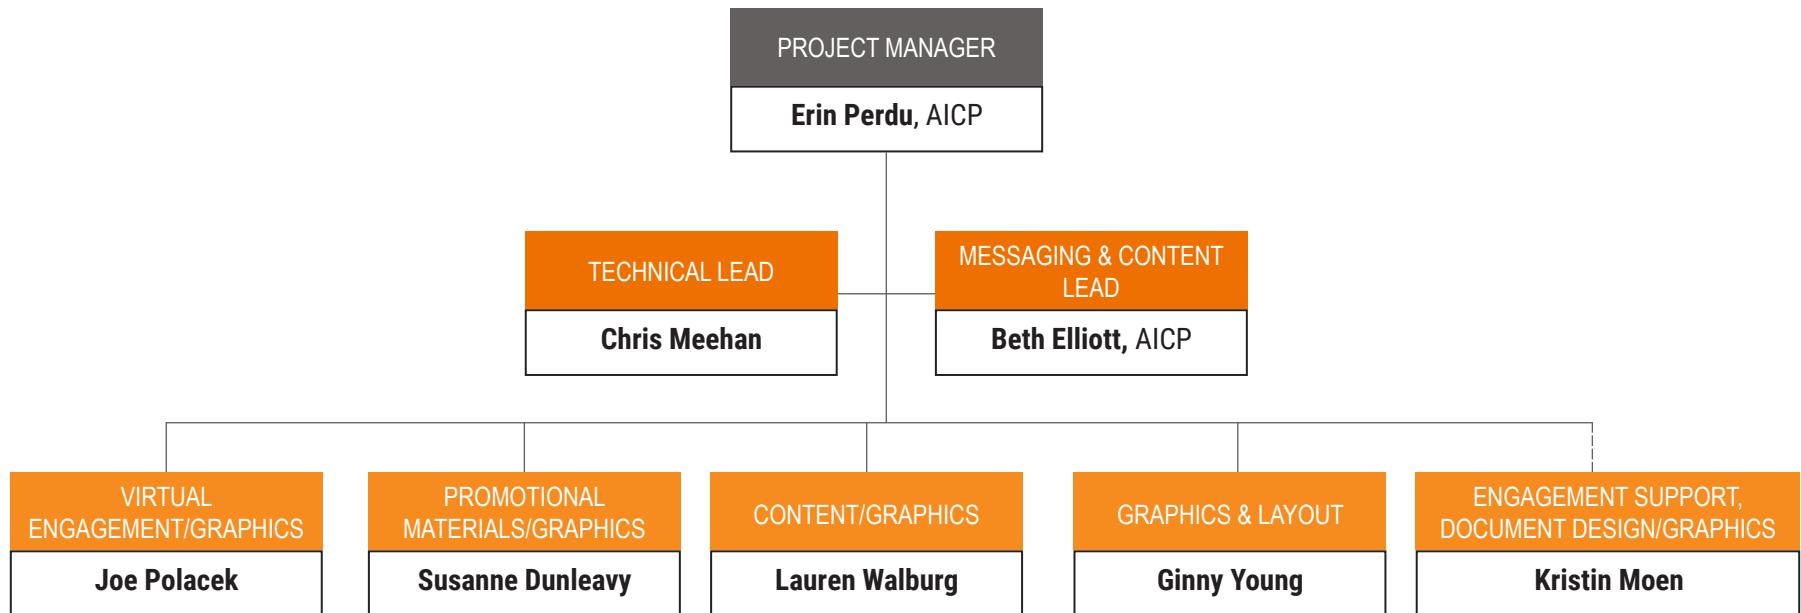 PROJECT MANAGER
Erin Perdu, AICP
TECHNICAL LEAD
Chris Meehan
MESSAGING & CONTENT
LEAD
Beth Elliott, AICP
VIRTUAL
ENGAGEMENT/GRAPHICS
Joe Polacek
PROMOTIONAL
MATERIALS/GRAPHICS
Susanne Dunleavy
CONTENT/GRAPHICS
Lauren Walburg
GRAPHICS & LAYOUT
Ginny Young
ENGAGEMENT SUPPORT,
DOCUMENT DESIGN/GRAPHICS
Kristin Moen